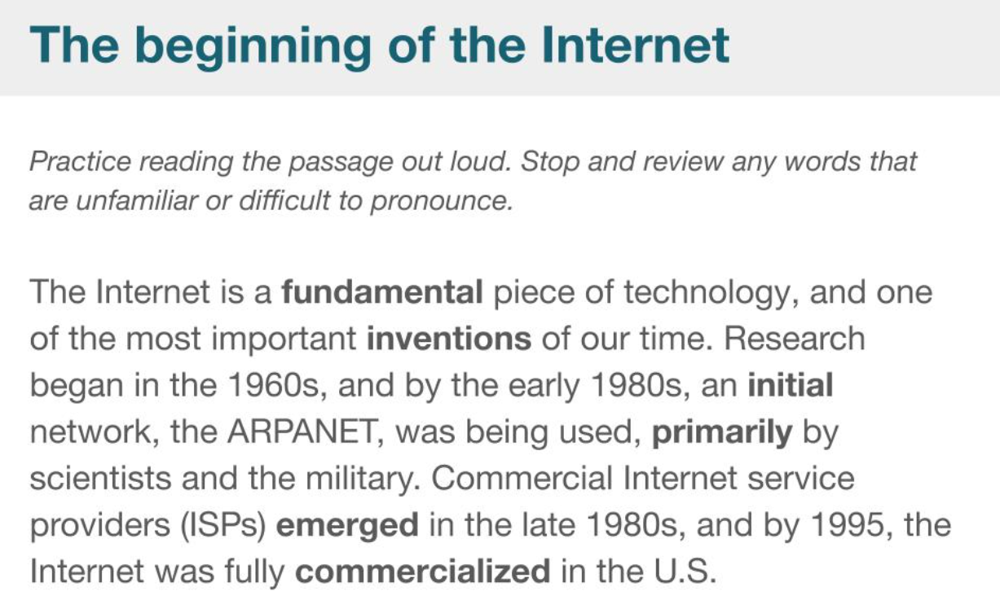 The beginning of the Internet
Practice reading the passage out loud. Stop and review any words that
are unfamiliar or difficult to pronounce.
The Internet is a fundamental piece of technology, and one
of the most important inventions of our time. Research
began in the 1960s, and by the early 1980s, an initial
network, the ARPANET, was being used, primarily by
scientists and the military. Commercial Internet service
providers (ISPs) emerged in the late 1980s, and by 1995, the
Internet was fully commercialized in the U.S.